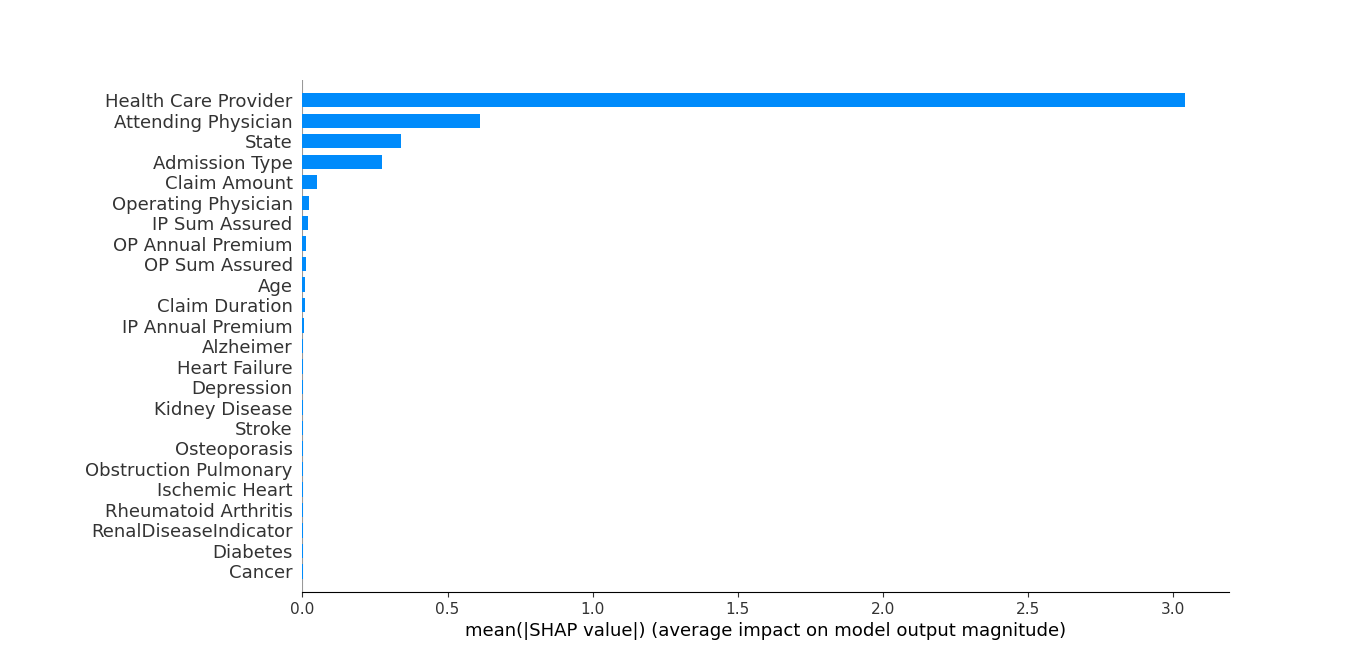 Health Care Provider
Attending Physician
State
Admission Type
Claim Amount
Operating Physician
IP Sum Assured
OP Annual Premium
OP Sum Assured
Age
Claim Duration
IP Annual Premium
Alzheimer
Heart Failure
Depression
Kidney Disease
Stroke
Osteoporasis
Obstruction Pulmonary
Ischemic Heart
Rheumatoid Arthritis
RenalDiseaseIndicator
Diabetes
Cancer
0.0 0.5 1.0 1.5 2.0 2.5 3.0
mean(|SHAP value|) (average impact on model output magnitude)